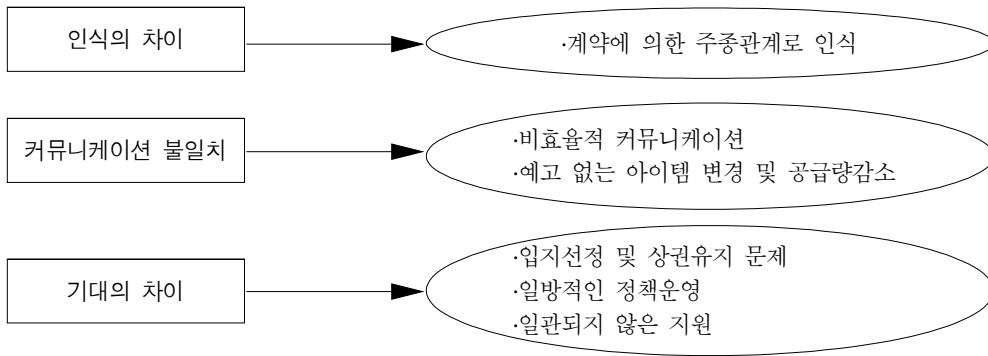 인식의 차이
·계약에 의한 주종관계로 인식
커뮤니케이션 불일치
·비효율적 커뮤니케이션
·예고 없는 아이템 변경 및 공급량감소
기대의 차이
·입지선정 및 상권유지 문제
·일방적인 정책운영
·일관되지 않은 지원